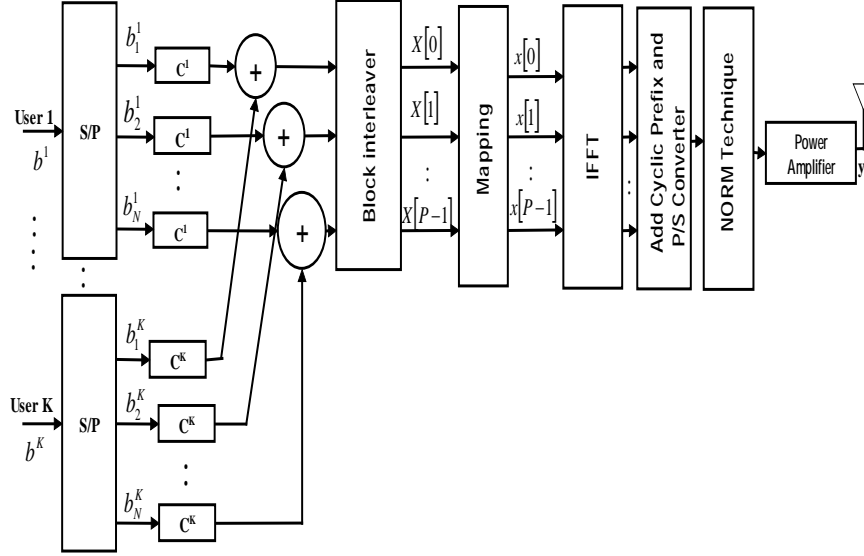 User 1
b^1
S/P
b_1^1
C^1
+
b_2^1
C^1
+
b_N^1
C^1
+
User K
b^K
S/P
b_1^K
C^K
b_2^K
C^K
b_N^K
C^K
Block interleaver
X[0]
X[1]
X[P-1]
Mapping
x[0]
x[1]
x[P-1]
IFFT
Add Cyclic Prefix and
P/S Converter
NORM Technique
Power
Amplifier
y